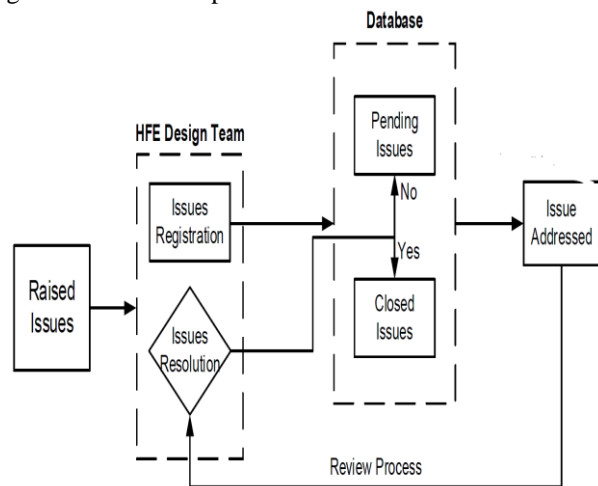 Database
HFE Design Team
Pending
Issues
No
Issues
Registration
Issue
Addressed
Yes
Raised
Issues
Issues
Resolution
Closed
Issues
Review Process